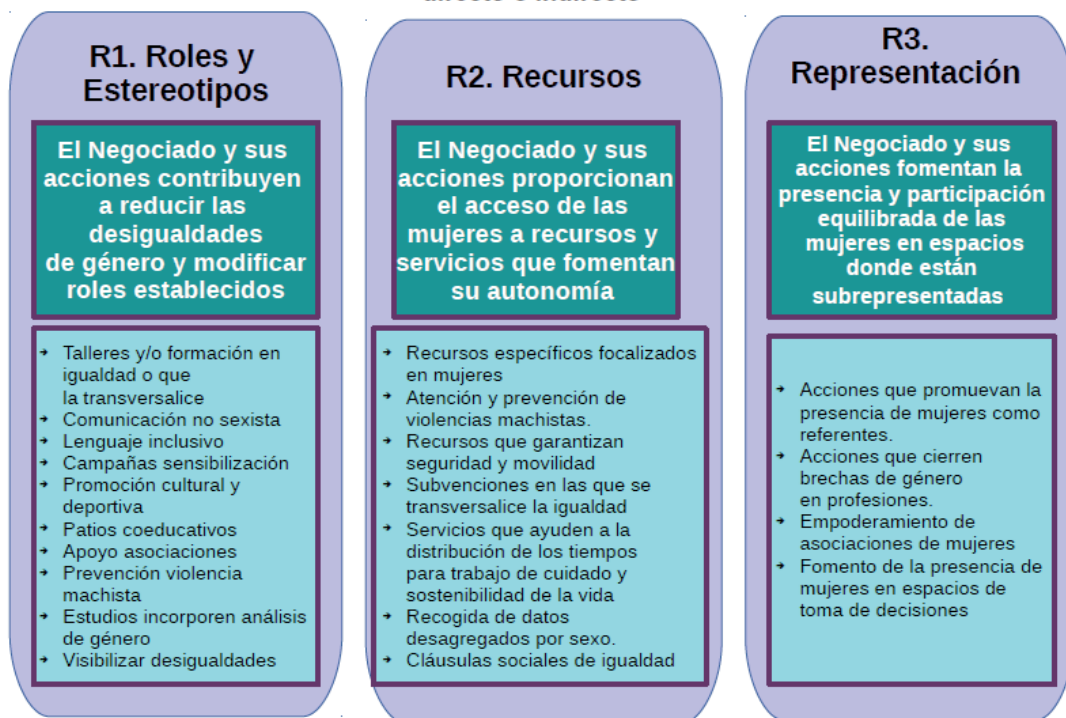 R1. Roles y
Estereotipos
El Negociado y sus
acciones contribuyen
a reducir las
desigualdades
de género y modificar
roles establecidos
→ Talleres y/o formación en
igualdad o que
la transversalice
→ Comunicación no sexista
→ Lenguaje inclusivo
→ Campañas sensibilización
→ Promoción cultural y
deportiva
→ Patios coeducativos
→ Apoyo asociaciones
→ Prevención violencia
machista
→ Estudios incorporen análisis
de género
→ Visibilizar desigualdades
R2. Recursos
El Negociado y sus
acciones proporcionan
el acceso de las
mujeres a recursos y
servicios que fomentan
su autonomía
→ Recursos específicos focalizados
en mujeres
→ Atención y prevención de
violencias machistas.
→ Recursos que garantizan
seguridad y movilidad
→ Subvenciones en las que se
transversalice la igualdad
→ Servicios que ayuden a la
distribución de los tiempos
para trabajo de cuidado y
sostenibilidad de la vida
→ Recogida de datos
desagregados por sexo.
→ Cláusulas sociales de igualdad
R3.
Representación
El Negociado y sus
acciones fomentan la
presencia y participación
equilibrada de las
mujeres en espacios
donde están
subrepresentadas
→ Acciones que promuevan la
presencia de mujeres como
referentes.
→ Acciones que cierren
brechas de género
en profesiones.
→ Empoderamiento de
asociaciones de mujeres
→ Fomento de la presencia de
mujeres en espacios de
toma de decisiones